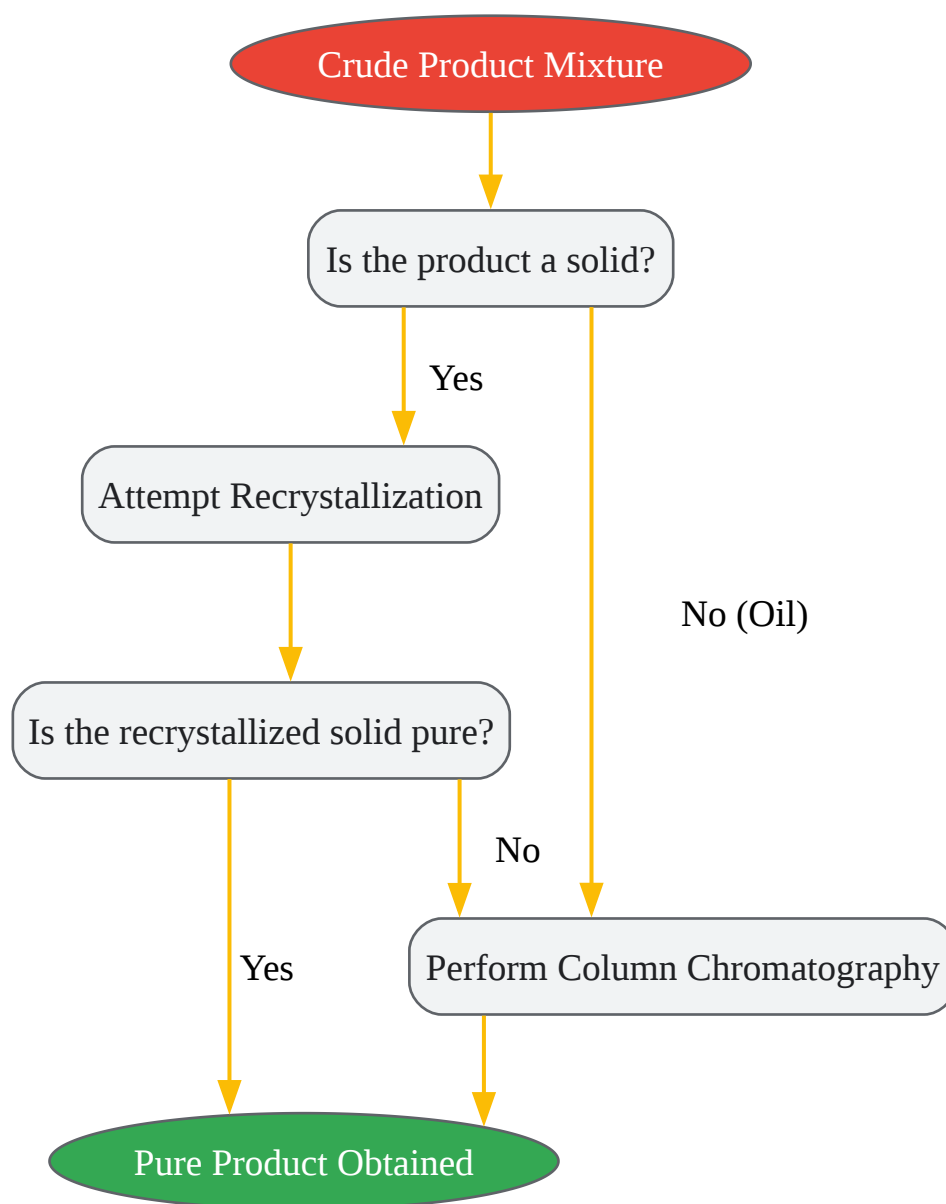 Crude Product Mixture
Is the product a solid?
Yes
Attempt Recrystallization
No (Oil)
Is the recrystallized solid pure?
No
Yes
Perform Column Chromatography
Pure Product Obtained